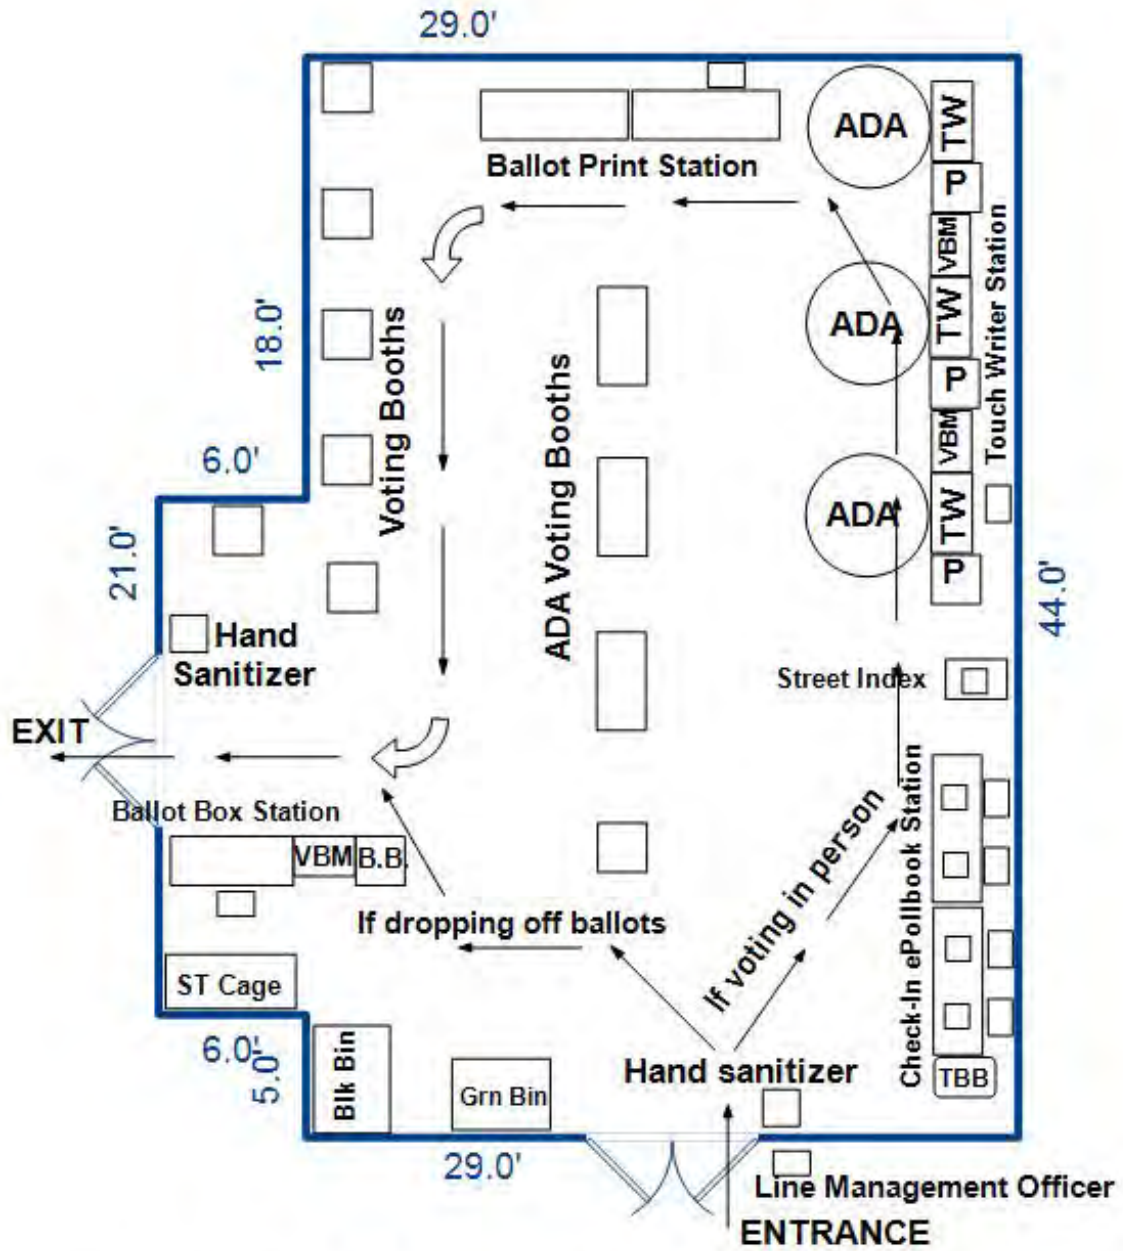 29.0'
ADA
TW
Ballot Print Station
P
VBM
Touch Writer Station
18.0'
Voting Booths
ADA Voting Booths
ADA
TW
P
VBM
6.0'
21.0'
ADA
TW
P
44.0'
Hand
Sanitizer
Street Index
EXIT
Ballot Box Station
VBM
B.B.
If dropping off ballots
If voting in person
Check-In ePollbook Station
ST Cage
6.0'
5.0'
Blk Bin
Grn Bin
Hand sanitizer
TBB
29.0'
Line Management Officer
ENTRANCE